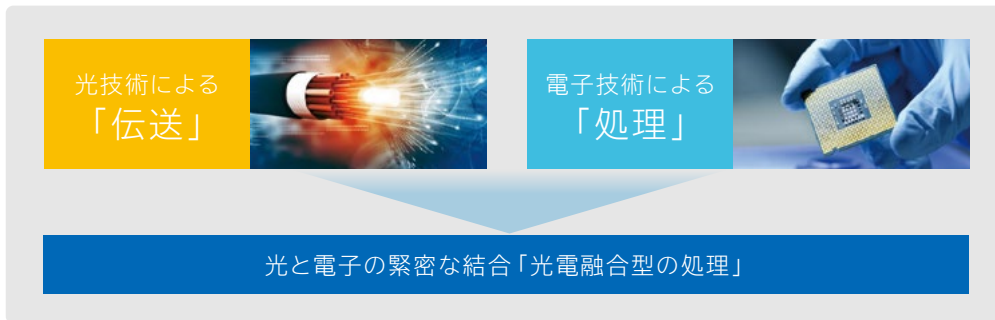 光技術による
「伝送」
電子技術による
「処理」
光と電子の緊密な結合「光電融合型の処理」